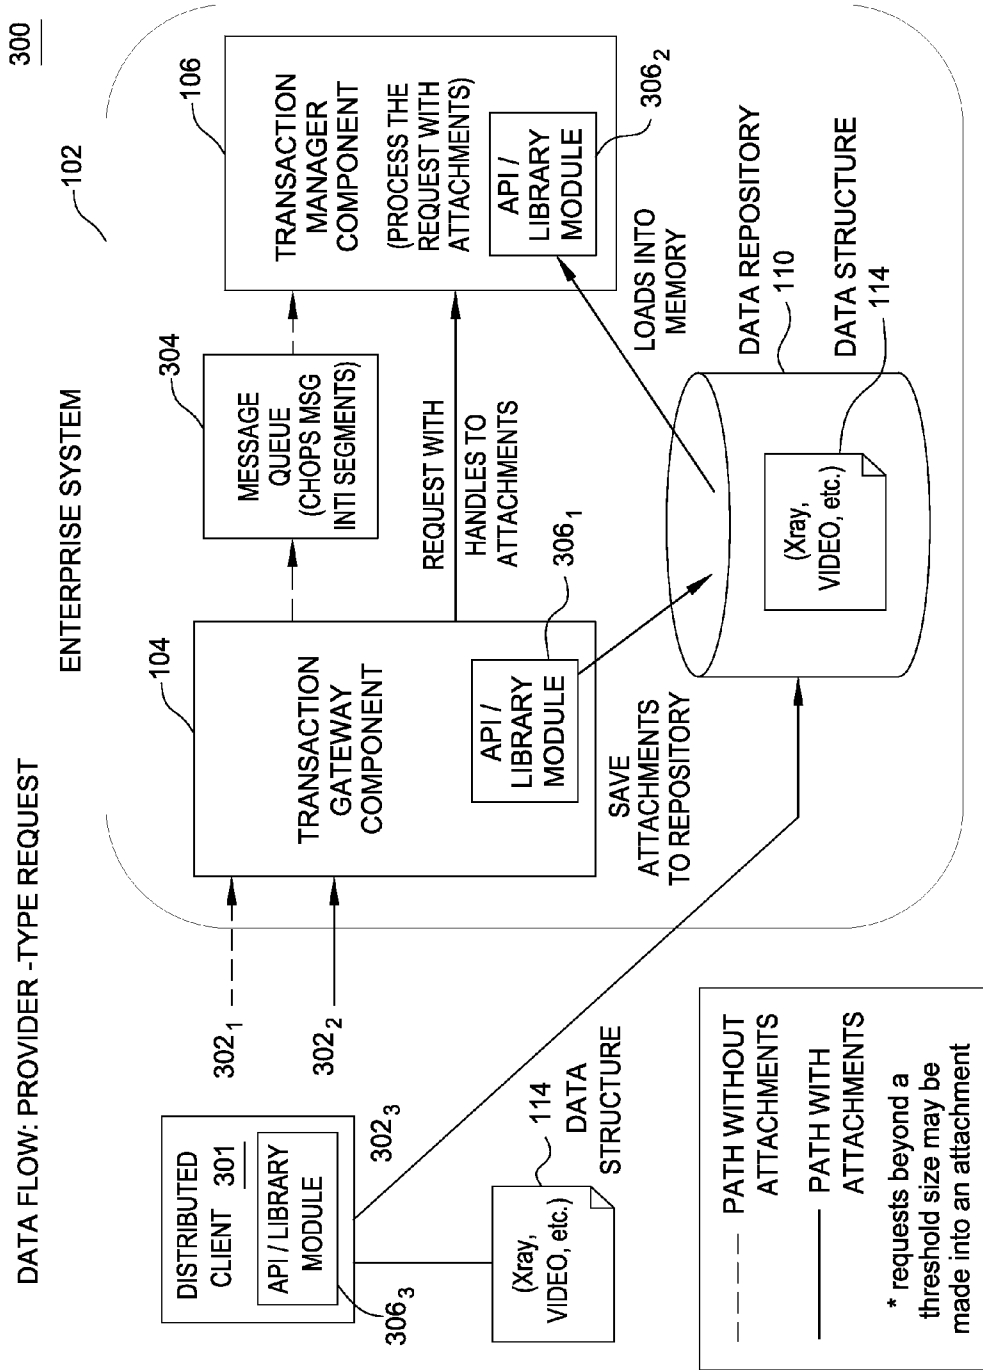 300
DATA FLOW: PROVIDER -TYPE REQUEST
ENTERPRISE SYSTEM
102
DISTRIBUTED
CLIENT 301
API / LIBRARY
MODULE
306₃
302₁
302₂
302₃
(Xray,
VIDEO, etc.)
114
DATA
STRUCTURE
104
TRANSACTION
GATEWAY
COMPONENT
API /
LIBRARY
MODULE
306₁
304
MESSAGE
QUEUE
(CHOPS MSG
INTI SEGMENTS)
REQUEST WITH
HANDLES TO
ATTACHMENTS
106
TRANSACTION
MANAGER
COMPONENT
(PROCESS THE
REQUEST WITH
ATTACHMENTS)
API /
LIBRARY
MODULE
306₂
SAVE
ATTACHMENTS
TO REPOSITORY
LOADS INTO
MEMORY
DATA REPOSITORY
110
DATA STRUCTURE
114
(Xray,
VIDEO, etc.)
PATH WITHOUT
ATTACHMENTS
PATH WITH
ATTACHMENTS
* requests beyond a
threshold size may be
made into an attachment